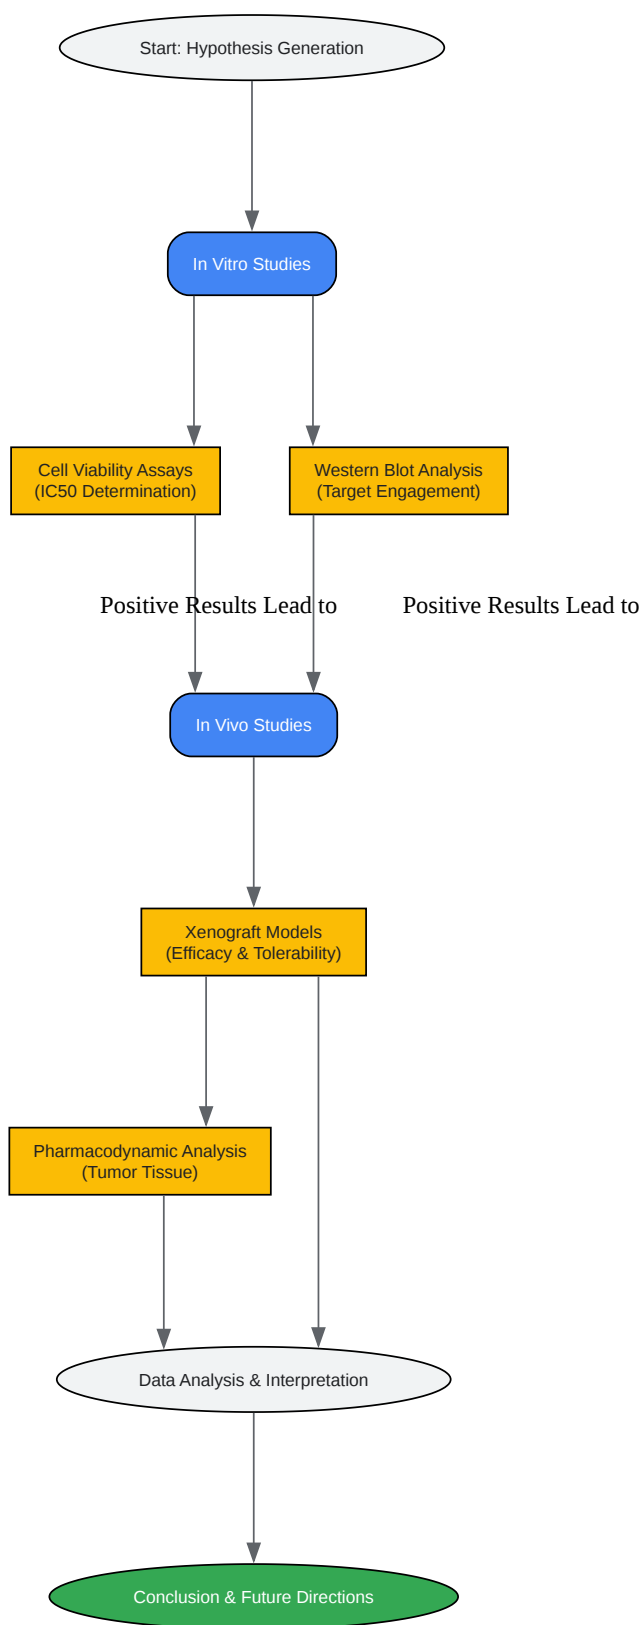 Start: Hypothesis Generation
In Vitro Studies
Cell Viability Assays
(IC50 Determination)
Western Blot Analysis
(Target Engagement)
Positive Results Lead to
Positive Results Lead to
In Vivo Studies
Xenograft Models
(Efficacy & Tolerability)
Pharmacodynamic Analysis
(Tumor Tissue)
Data Analysis & Interpretation
Conclusion & Future Directions